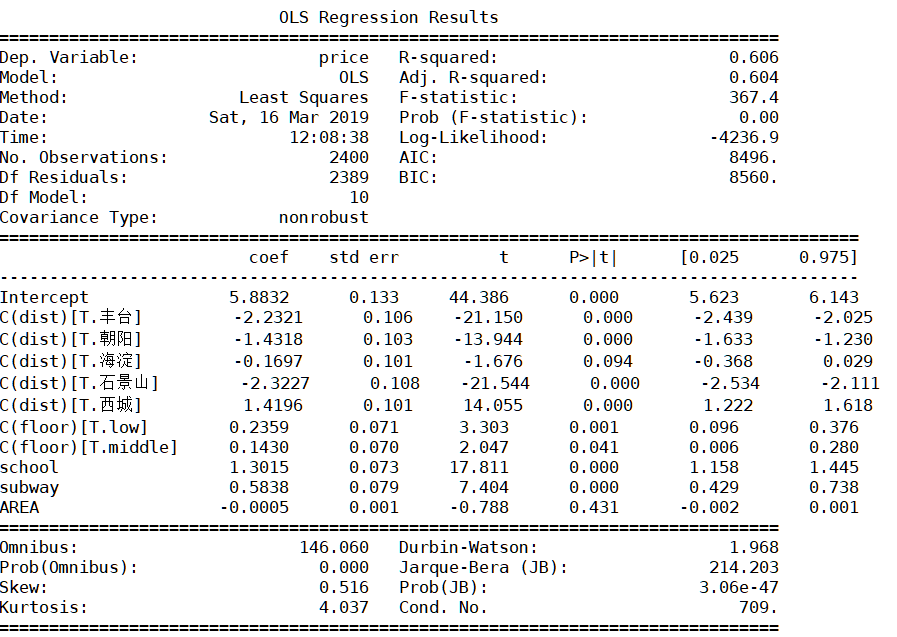 OLS Regression Results
==============================================================================
Dep. Variable: price R-squared: 0.606
Model: OLS Adj. R-squared: 0.604
Method: Least Squares F-statistic: 367.4
Date: Sat, 16 Mar 2019 Prob (F-statistic): 0.00
Time: 12:08:38 Log-Likelihood: -4236.9
No. Observations: 2400 AIC: 8496.
Df Residuals: 2389 BIC: 8560.
Df Model: 10
Covariance Type: nonrobust
======================================================================================
coef std err t P>|t| [0.025 0.975]
--------------------------------------------------------------------------------------
Intercept 5.8832 0.133 44.386 0.000 5.623 6.143
C(dist)[T.丰台] -2.2321 0.106 -21.150 0.000 -2.439 -2.025
C(dist)[T.朝阳] -1.4318 0.103 -13.944 0.000 -1.633 -1.230
C(dist)[T.海淀] -0.1697 0.101 -1.676 0.094 -0.368 0.029
C(dist)[T.石景山] -2.3227 0.108 -21.544 0.000 -2.534 -2.111
C(dist)[T.西城] 1.4196 0.101 14.055 0.000 1.222 1.618
C(floor)[T.low] 0.2359 0.071 3.303 0.001 0.096 0.376
C(floor)[T.middle] 0.1430 0.070 2.047 0.041 0.006 0.280
school 1.3015 0.073 17.811 0.000 1.158 1.445
subway 0.5838 0.079 7.404 0.000 0.429 0.738
AREA -0.0005 0.001 -0.788 0.431 -0.002 0.001
==============================================================================
Omnibus: 146.060 Durbin-Watson: 1.968
Prob(Omnibus): 0.000 Jarque-Bera (JB): 214.203
Skew: 0.516 Prob(JB): 3.06e-47
Kurtosis: 4.037 Cond. No. 709.
==============================================================================